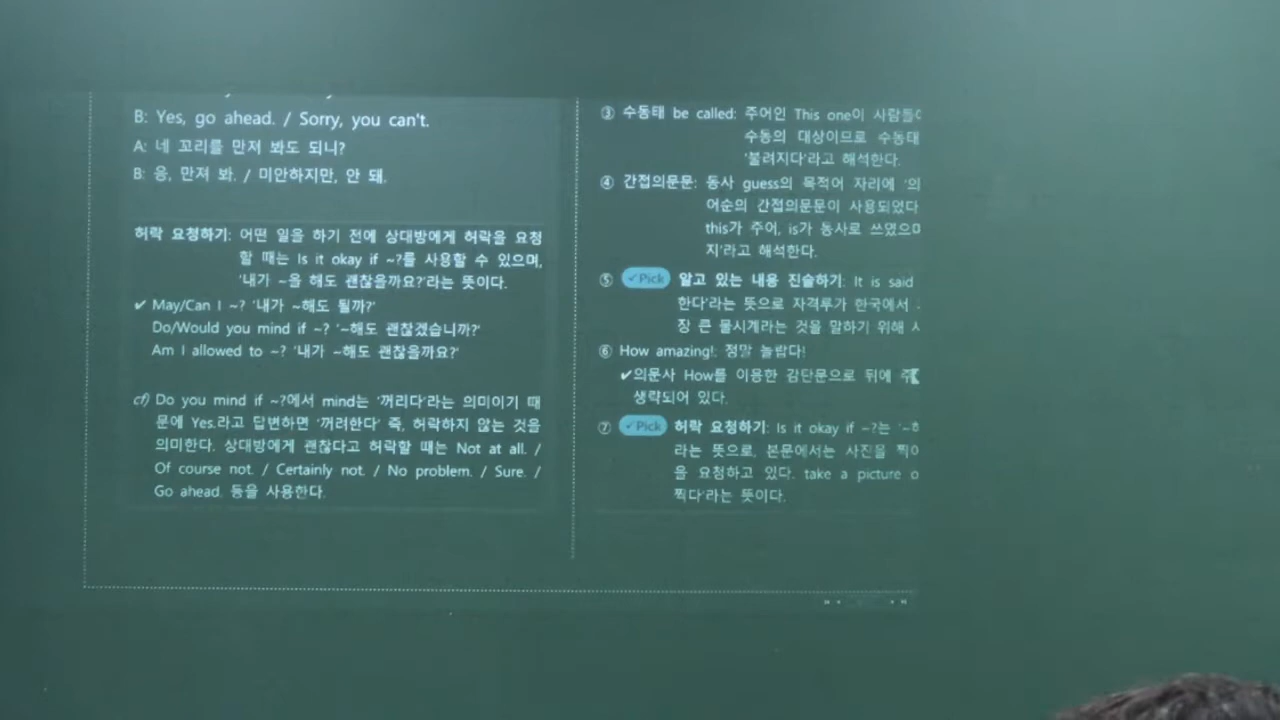 B: Yes, go ahead. / Sorry, you can't.
A: 네 꼬리를 만져 봐도 되니?
B: 응, 만져 봐. / 미안하지만, 안 돼.
허락 요청하기: 어떤 일을 하기 전에 상대방에게 허락을 요청
할 때는 Is it okay if ~?를 사용할 수 있으며,
'내가 ~을 해도 괜찮을까요?'라는 뜻이다.
✔ May/Can I ~? '내가 ~해도 될까?'
Do/Would you mind if ~? '~해도 괜찮겠습니까?'
Am I allowed to ~? '내가 ~해도 괜찮을까요?'
cf) Do you mind if ~?에서 mind는 '꺼리다'라는 의미이기 때
문에 Yes.라고 답변하면 '꺼려한다' 즉, 허락하지 않는 것을
의미한다. 상대방에게 괜찮다고 허락할 때는 Not at all. /
Of course not. / Certainly not. / No problem. / Sure. /
Go ahead. 등을 사용한다.
③ 수동태 be called: 주어인 This one이 사람들
수동의 대상이므로 수동태
'불려지다'라고 해석한다.
④ 간접의문문: 동사 guess의 목적어 자리에 '의
어순의 간접의문문이 사용되었다
this가 주어, is가 동사로 쓰였으며
지'라고 해석한다.
⑤ ✓Pick 알고 있는 내용 진술하기: It is said
한다'라는 뜻으로 자격루가 한국에서
장 큰 물시계라는 것을 말하기 위해
⑥ How amazing!: 정말 놀랍다!
✔의문사 How를 이용한 감탄문으로 뒤에
생략되어 있다.
⑦ ✓Pick 허락 요청하기: Is it okay if ~?는
라는 뜻으로, 본문에서는 사진을 찍어
을 요청하고 있다. take a picture
찍다'라는 뜻이다.